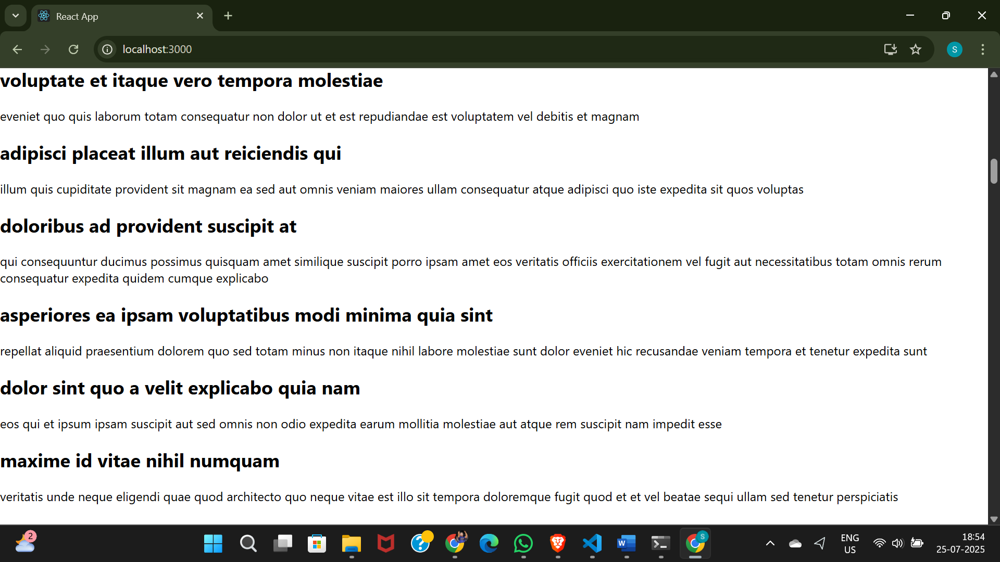 React App
localhost:3000
S
voluptate et itaque vero tempora molestiae
eveniet quo quis laborum totam consequatur non dolor ut et est repudiandae est voluptatem vel debitis et magnam
adipisci placeat illum aut reiciendis qui
illum quis cupiditate provident sit magnam ea sed aut omnis veniam maiores ullam consequatur atque adipisci quo iste expedita sit quos voluptas
doloribus ad provident suscipit at
qui consequuntur ducimus possimus quisquam amet similique suscipit porro ipsam amet eos veritatis officiis exercitationem vel fugit aut necessitatibus totam omnis rerum
consequatur expedita quidem cumque explicabo
asperiores ea ipsam voluptatibus modi minima quia sint
repellat aliquid praesentium dolorem quo sed totam minus non itaque nihil labore molestiae sunt dolor eveniet hic recusandae veniam tempora et tenetur expedita sunt
dolor sint quo a velit explicabo quia nam
eos qui et ipsum ipsam suscipit aut sed omnis non odio expedita earum mollitia molestiae aut atque rem suscipit nam impedit esse
maxime id vitae nihil numquam
veritatis unde neque eligendi quae quod architecto quo neque vitae est illo sit tempora doloremque fugit quod et et vel beatae sequi ullam sed tenetur perspiciatis
2
?
W
S
ENG
US
18:54
25-07-2025